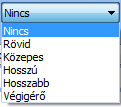 Nincs
Nincs
Rövid
Közepes
Hosszú
Hosszabb
Végigérő